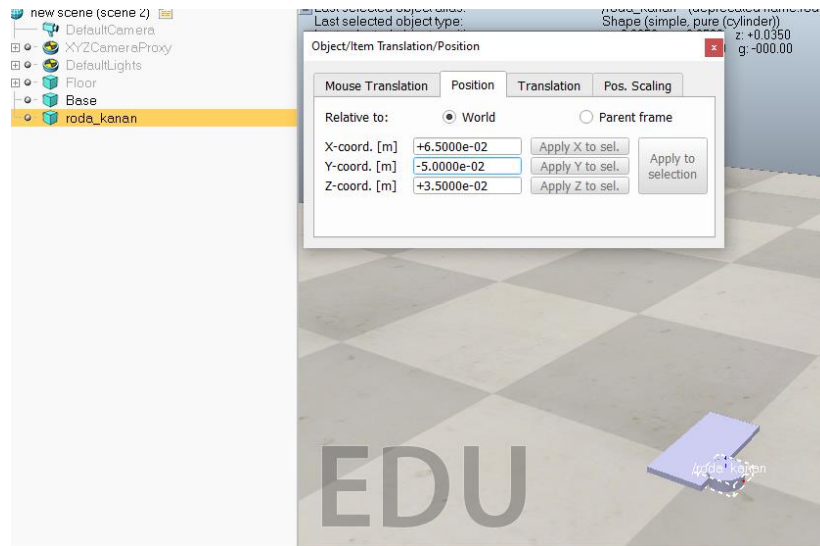 new scene (scene 2)
DefaultCamera
XYZCameraProxy
DefaultLights
Floor
Base
roda_kanan
Last selected object type:
Shape (simple, pure (cylinder))
z: +0.0350
g: -000.00
Object/Item Translation/Position
x
Mouse Translation Position Translation Pos. Scaling
Relative to: World Parent frame
X-coord. [m] +6.5000e-02 Apply X to sel.
Y-coord. [m] -5.0000e-02 Apply Y to sel.
Z-coord. [m] +3.5000e-02 Apply Z to sel.
Apply to
selection
/roda_kanan
EDU